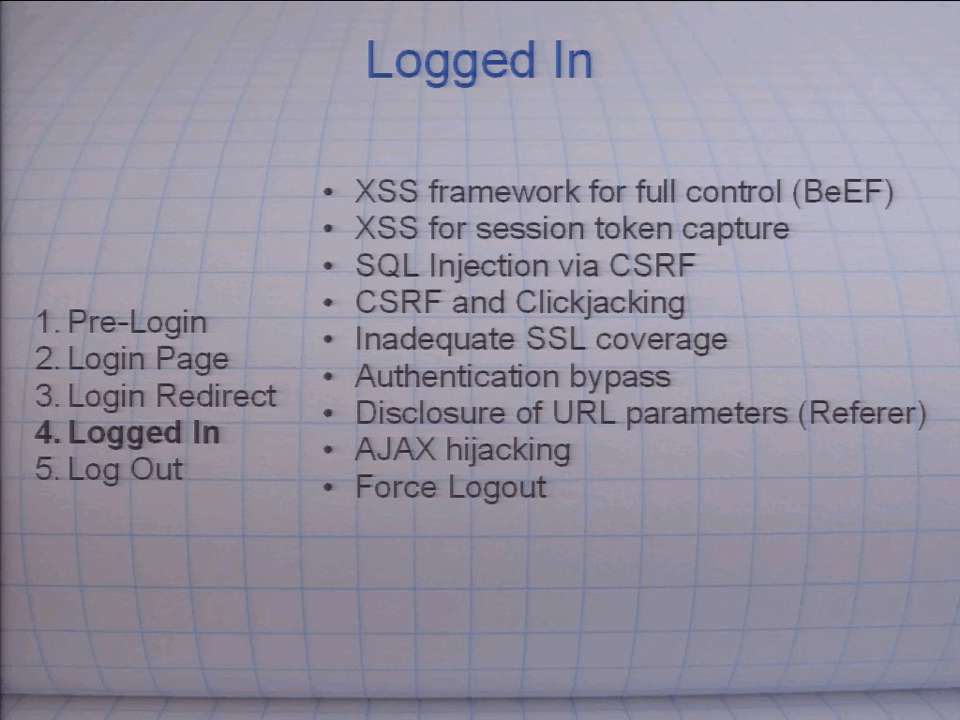 Logged In
1. Pre-Login
2. Login Page
3. Login Redirect
4. Logged In
5. Log Out
• XSS framework for full control (BeEF)
• XSS for session token capture
• SQL Injection via CSRF
• CSRF and Clickjacking
• Inadequate SSL coverage
• Authentication bypass
• Disclosure of URL parameters (Referer)
• AJAX hijacking
• Force Logout